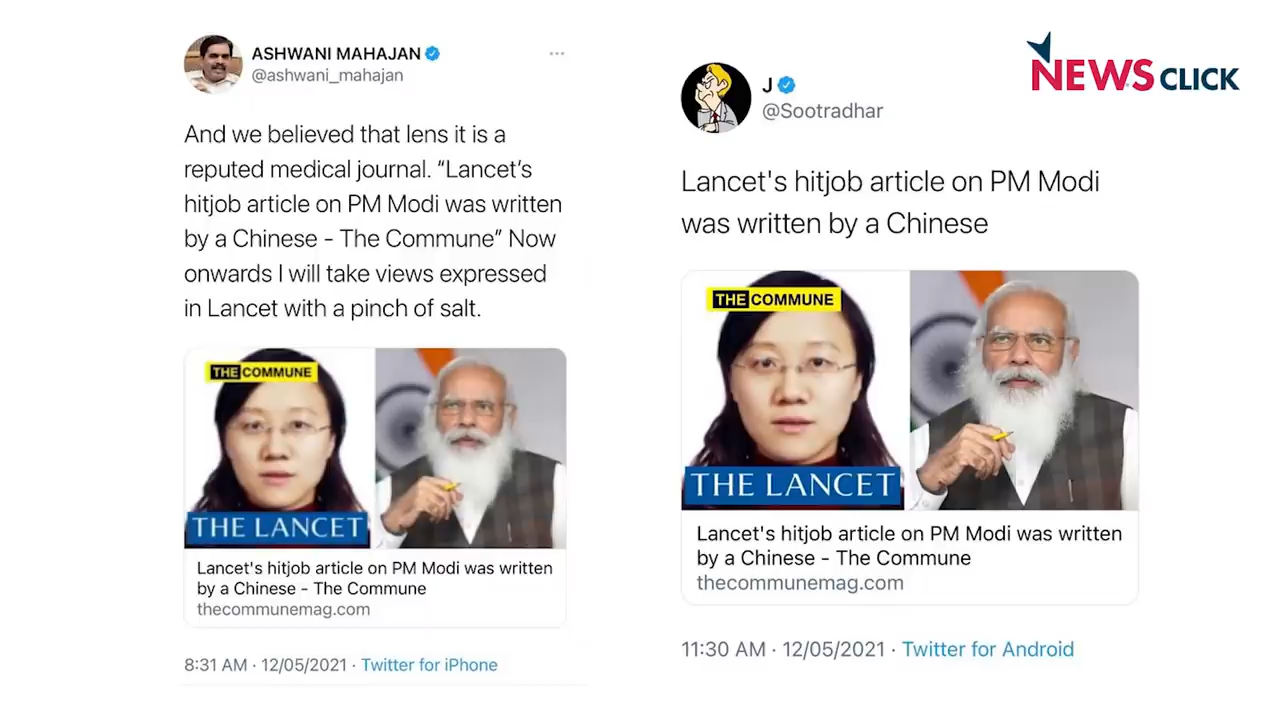 ASHWANI MAHAJAN
@ashwani_mahajan
And we believed that lens it is a
reputed medical journal. “Lancet’s
hitjob article on PM Modi was written
by a Chinese - The Commune” Now
onwards I will take views expressed
in Lancet with a pinch of salt.
THE COMMUNE
THE LANCET
Lancet's hitjob article on PM Modi was written
by a Chinese - The Commune
thecommunemag.com
8:31 AM · 12/05/2021 · Twitter for iPhone
J
@Sootradhar
Lancet's hitjob article on PM Modi
was written by a Chinese
THE COMMUNE
THE LANCET
Lancet's hitjob article on PM Modi was written
by a Chinese - The Commune
thecommunemag.com
11:30 AM · 12/05/2021 · Twitter for Android
NEWS CLICK